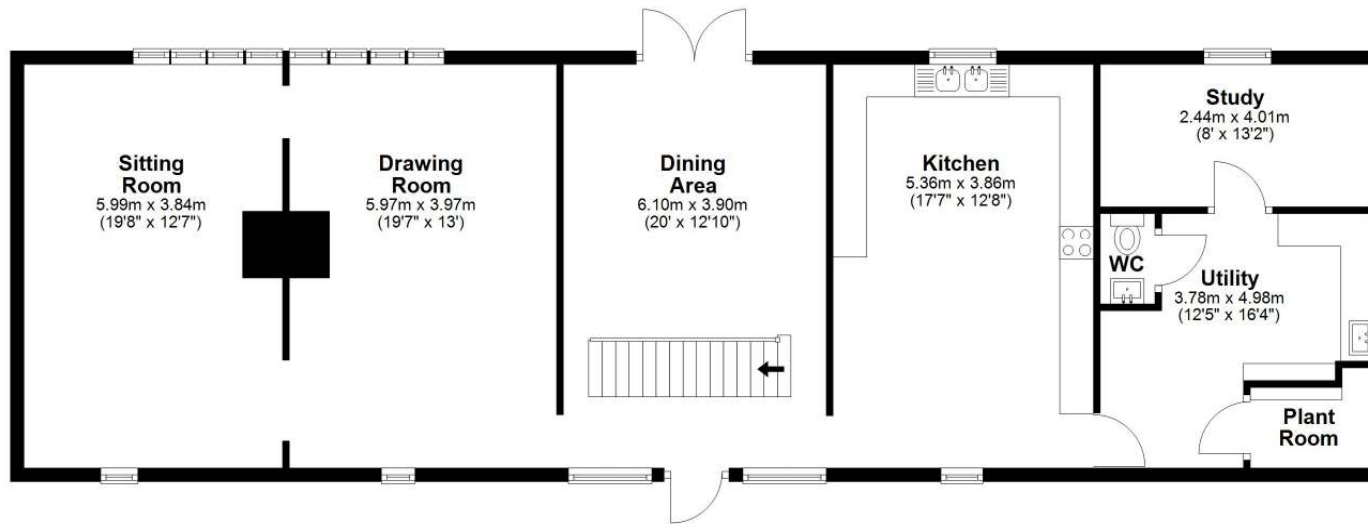 Sitting
Room
5.99m x 3.84m
(19'8" x 12'7")
Drawing
Room
5.97m x 3.97m
(19'7" x 13')
Dining
Area
6.10m x 3.90m
(20' x 12'10")
Kitchen
5.36m x 3.86m
(17'7" x 12'8")
Study
2.44m x 4.01m
(8' x 13'2")
WC
Utility
3.78m x 4.98m
(12'5" x 16'4")
Plant
Room